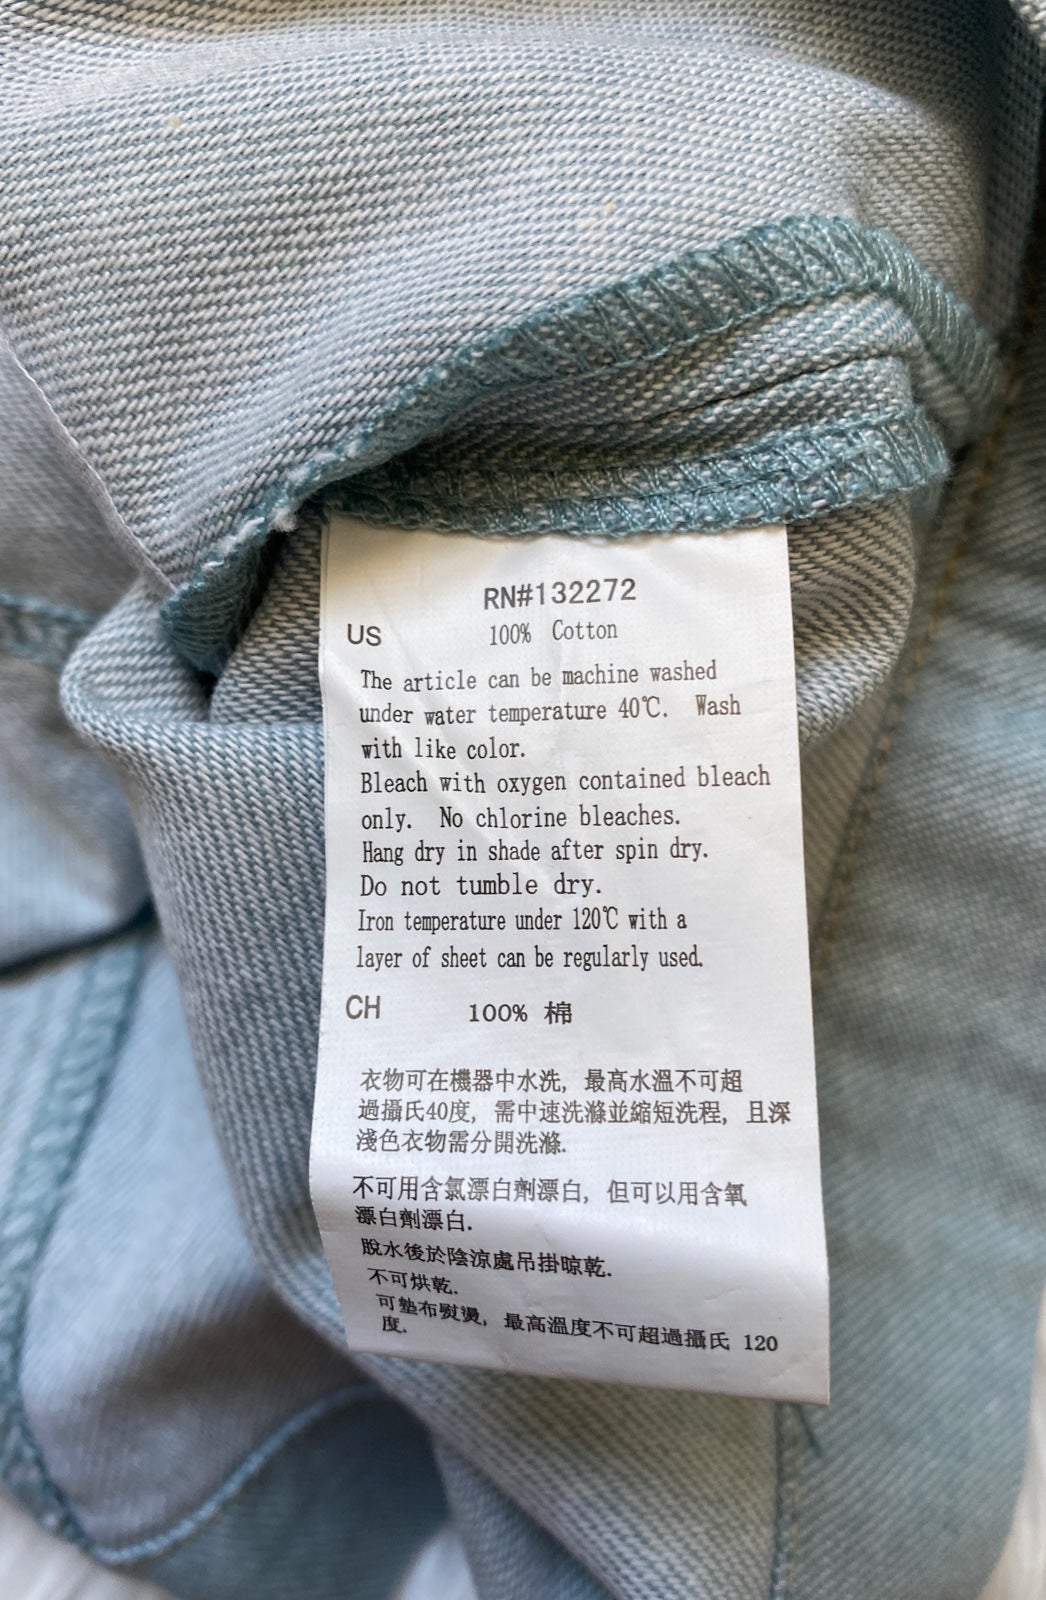 RN#132272
US 100% Cotton
The article can be machine washed
under water temperature 40℃. Wash
with like color.
Bleach with oxygen contained bleach
only. No chlorine bleaches.
Hang dry in shade after spin dry.
Do not tumble dry.
Iron temperature under 120℃ with a
layer of sheet can be regularly used.
CH 100% 棉
衣物可在機器中水洗, 最高水溫不可超
過攝氏40度, 需中速洗滌並縮短洗程, 且深
淺色衣物需分開洗滌.
不可用含氯漂白劑漂白, 但可以用含氧
漂白劑漂白.
脫水後於陰涼處吊掛晾乾.
不可烘乾.
可墊布熨燙, 最高溫度不可超過攝氏 120
度.